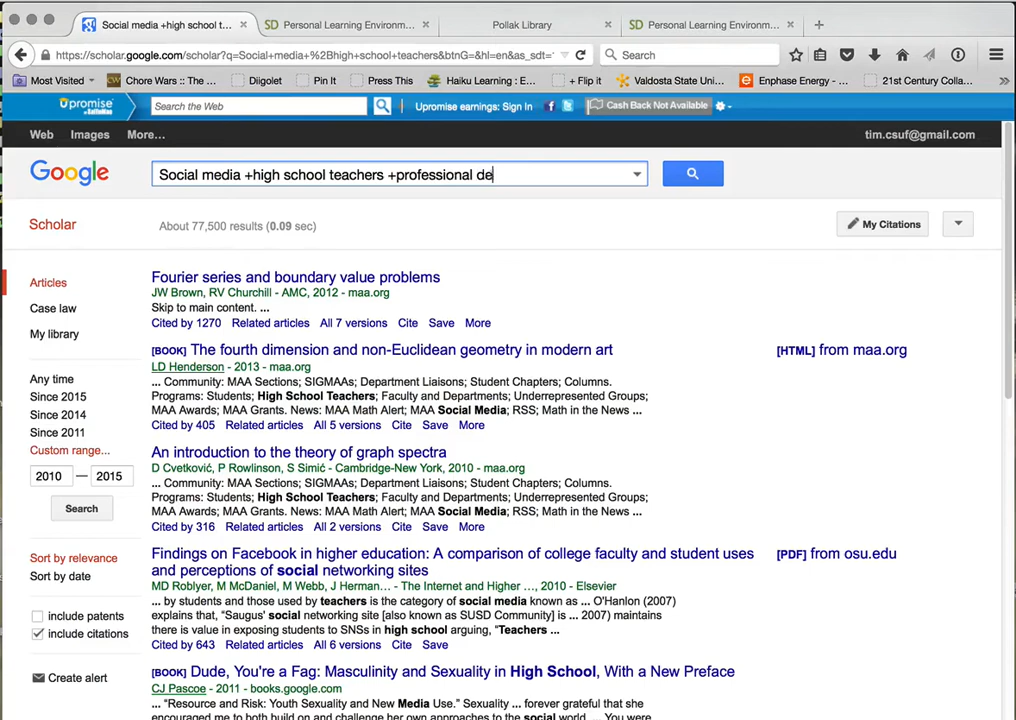 Social media +high school t... ×
SD Personal Learning Environm... ×
Pollak Library ×
SD Personal Learning Environm... × +
https://scholar.google.com/scholar?q=Social+media+%2Bhigh+school+teachers&btnG=&hl=en&as_sdt=
Search
Most Visited
Chore Wars :: The ...
Diigolet
Pin It
Press This
Haiku Learning : E...
+ Flip it
Valdosta State Uni...
Enphase Energy - ...
21st Century Colla...
Upromise
Search the Web
Upromise earnings: Sign In
Cash Back Not Available
Web Images More...
tim.csuf@gmail.com
Google
Social media +high school teachers +professional de
Scholar
About 77,500 results (0.09 sec)
My Citations
Articles
Case law
My library
Any time
Since 2015
Since 2014
Since 2011
Custom range...
2010 — 2015
Search
Sort by relevance
Sort by date
include patents
include citations
Create alert
Fourier series and boundary value problems
JW Brown, RV Churchill - AMC, 2012 - maa.org
Skip to main content. ...
Cited by 1270 Related articles All 7 versions Cite Save More
[BOOK] The fourth dimension and non-Euclidean geometry in modern art
[HTML] from maa.org
LD Henderson - 2013 - maa.org
... Community: MAA Sections; SIGMAAs; Department Liaisons; Student Chapters; Columns.
Programs: Students; High School Teachers; Faculty and Departments; Underrepresented Groups;
MAA Awards; MAA Grants. News: MAA Math Alert; MAA Social Media; RSS; Math in the News ...
Cited by 405 Related articles All 5 versions Cite Save More
An introduction to the theory of graph spectra
D Cvetković, P Rowlinson, S Simić - Cambridge-New York, 2010 - maa.org
... Community: MAA Sections; SIGMAAs; Department Liaisons; Student Chapters; Columns.
Programs: Students; High School Teachers; Faculty and Departments; Underrepresented Groups;
MAA Awards; MAA Grants. News: MAA Math Alert; MAA Social Media; RSS; Math in the News ...
Cited by 316 Related articles All 2 versions Cite Save More
Findings on Facebook in higher education: A comparison of college faculty and student uses
and perceptions of social networking sites
[PDF] from osu.edu
MD Roblyer, M McDaniel, M Webb, J Herman... - The Internet and Higher ..., 2010 - Elsevier
... by students and those used by teachers is the category of social media known as ... O'Hanlon (2007)
explains that, "Saugus' social networking site [also known as SUSD Community] is ... 2007) maintains
there is value in exposing students to SNSs in high school arguing, "Teachers ...
Cited by 643 Related articles All 6 versions Cite Save
[BOOK] Dude, You're a Fag: Masculinity and Sexuality in High School, With a New Preface
CJ Pascoe - 2011 - books.google.com
... "Resource and Risk: Youth Sexuality and New Media Use." Sexuality ... forever grateful that she
encouraged me to both build on and challenge her own approaches to the social world. ... You were